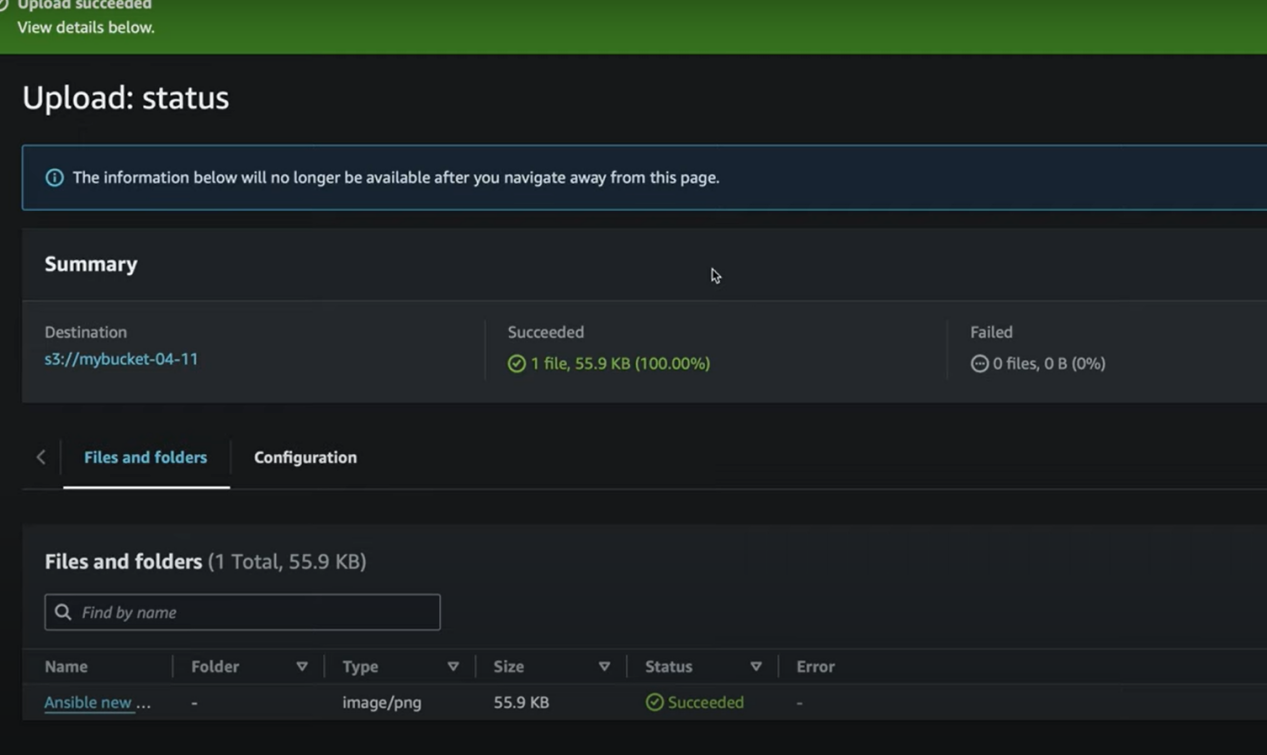 Upload succeeded
View details below.
Upload: status
The information below will no longer be available after you navigate away from this page.
Summary
Destination
s3://mybucket-04-11
Succeeded
1 file, 55.9 KB (100.00%)
Failed
0 files, 0 B (0%)
Files and folders
Configuration
Files and folders (1 Total, 55.9 KB)
Find by name
Name Folder Type Size Status Error
Ansible new ... - image/png 55.9 KB Succeeded -